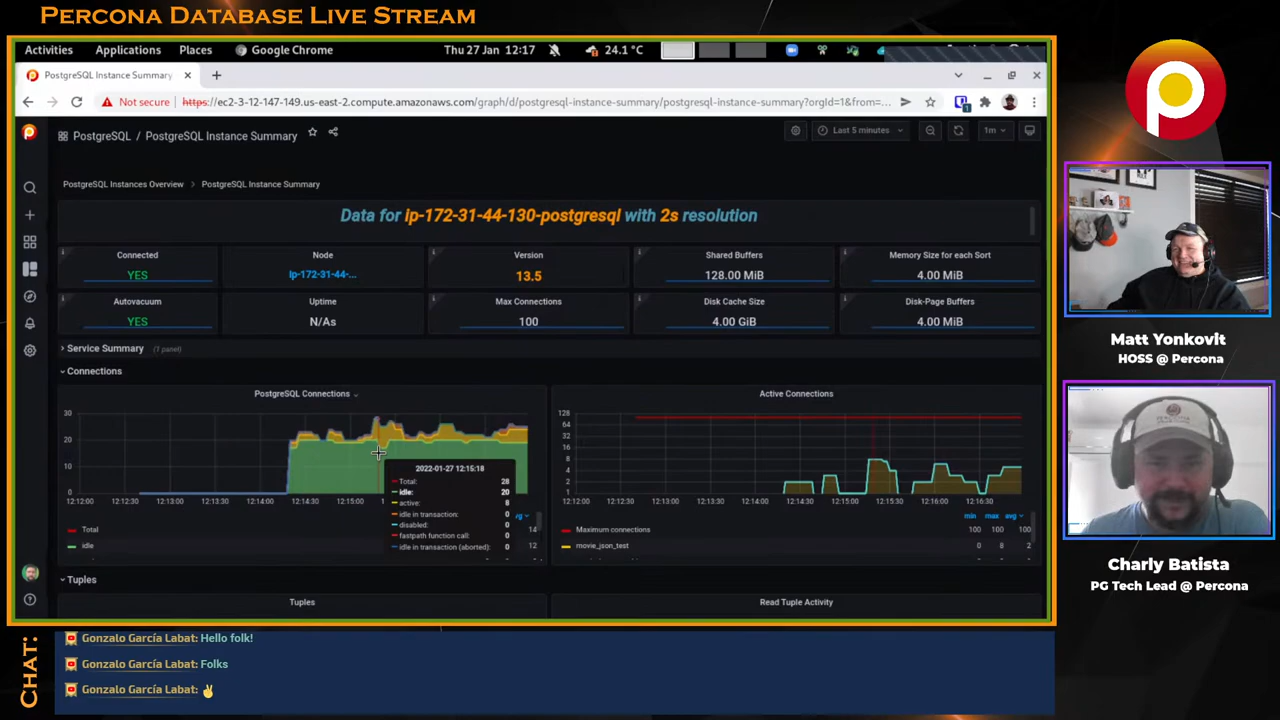 PERCONA DATABASE LIVE STREAM
Activities Applications Places Google Chrome Thu 27 Jan 12:17 24.1 °C
PostgreSQL Instance Summary
Not secure https://ec2-3-12-147-149.us-east-2.compute.amazonaws.com/graph/d/postgresql-instance-summary/postgresql-instance-summary?orgId=1&from=...
PostgreSQL / PostgreSQL Instance Summary Last 5 minutes 1m
PostgreSQL Instances Overview > PostgreSQL Instance Summary
Data for ip-172-31-44-130-postgresql with 2s resolution
Connected Node Version Shared Buffers Memory Size for each Sort
YES ip-172-31-44-... 13.5 128.00 MiB 4.00 MiB
Autovacuum Uptime Max Connections Disk Cache Size Disk-Page Buffers
YES N/As 100 4.00 GiB 4.00 MiB
Service Summary (1 panel)
Connections
PostgreSQL Connections
30
20
10
0
12:12:00 12:12:30 12:13:00 12:13:30 12:14:00 12:14:30 12:15:00
2022-01-27 12:15:18
Total: 28
idle: 20
active: 8
idle in transaction: 0
disabled: 0
fastpath function call: 0
idle in transaction (aborted): 0
Total 14
idle 12
Active Connections
128
64
32
16
8
4
2
1
12:12:00 12:12:30 12:13:00 12:13:30 12:14:00 12:14:30 12:15:00 12:15:30 12:16:00 12:16:30
min max avg
Maximum connections 100 100 100
movie_json_test 0 8 2
Tuples
Tuples Read Tuple Activity
Matt Yonkovit
HOSS @ Percona
Charly Batista
PG Tech Lead @ Percona
CHAT:
Gonzalo García Labat: Hello folk!
Gonzalo García Labat: Folks
Gonzalo García Labat: ✌